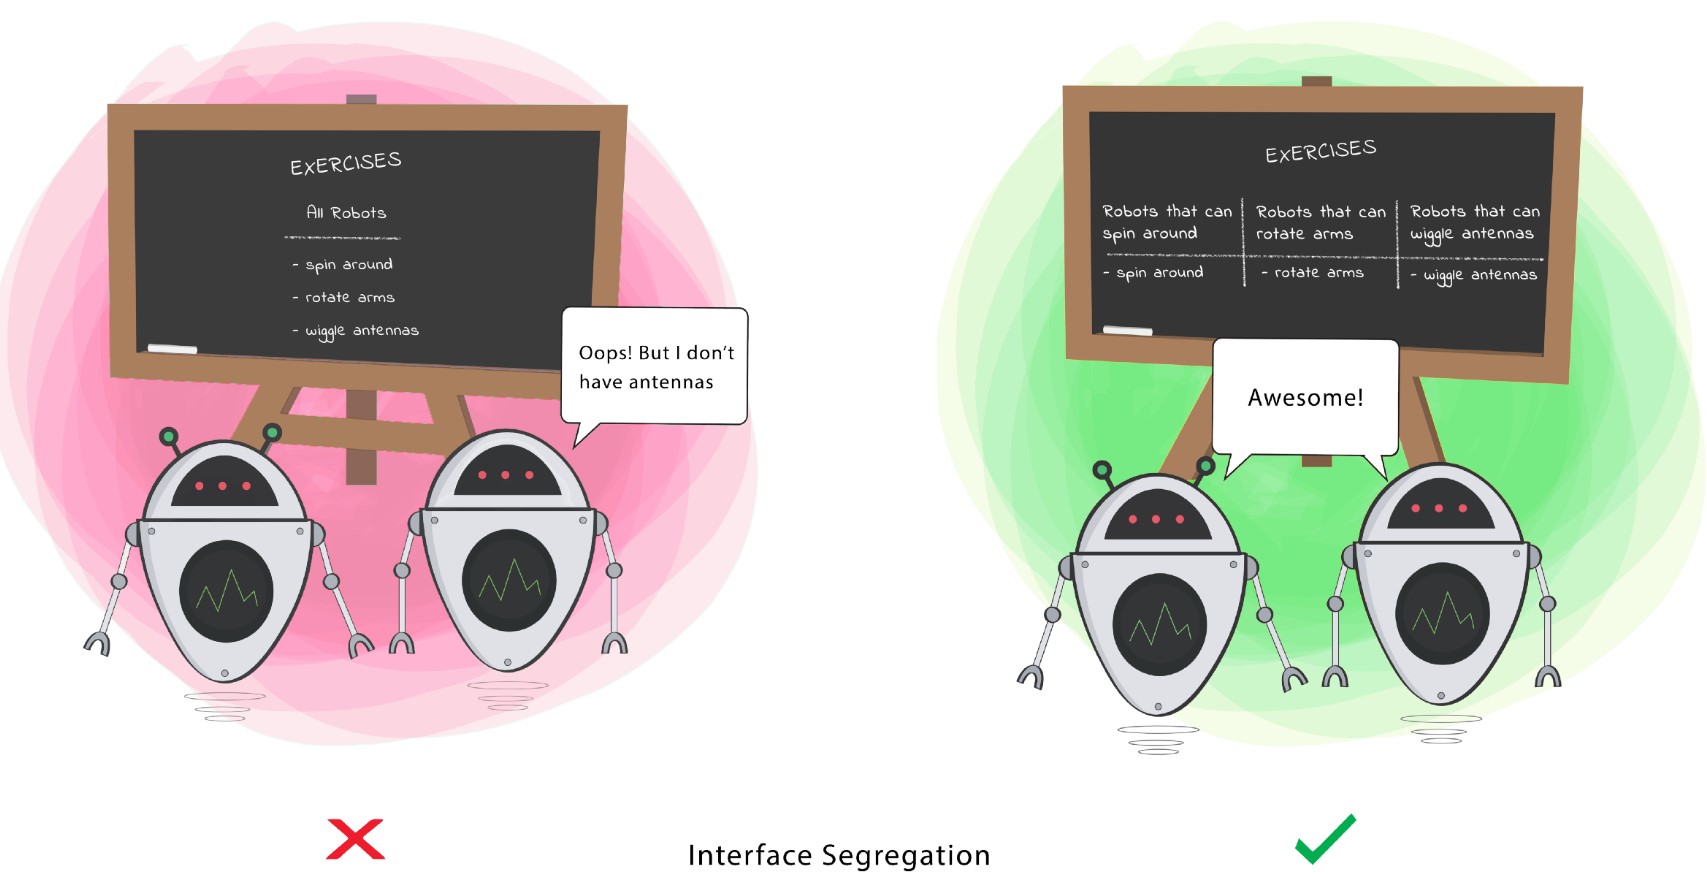 EXERCISES
All Robots
- spin around
- rotate arms
- wiggle antennas
Oops! But I don't
have antennas
EXERCISES
Robots that can
spin around
- spin around
Robots that can
rotate arms
- rotate arms
Robots that can
wiggle antennas
- wiggle antennas
Awesome!
Interface Segregation